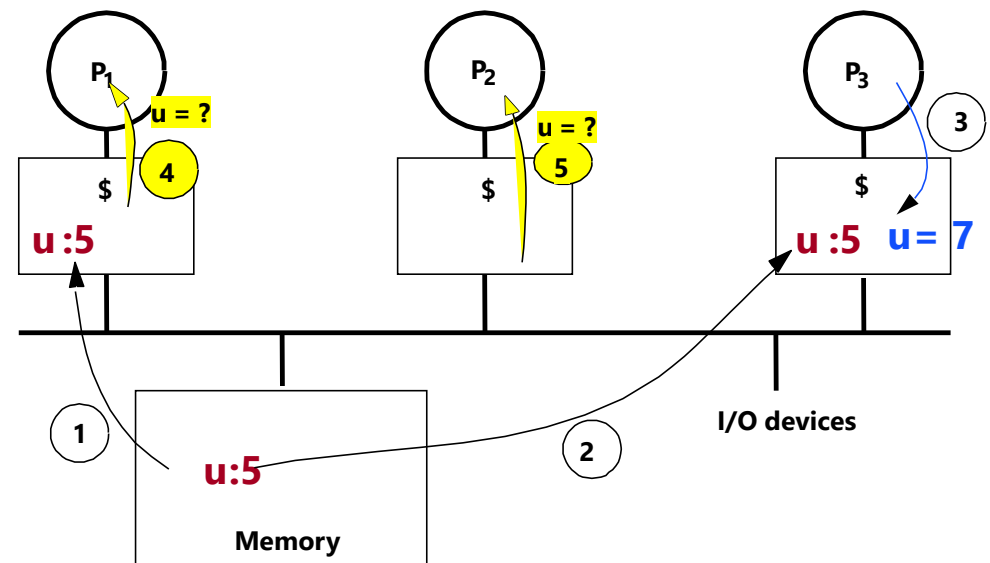 P1
P2
P3
u = ?
u = ?
3
4
5
$
$
$
u :5
u :5
u = 7
1
2
I/O devices
u:5
Memory